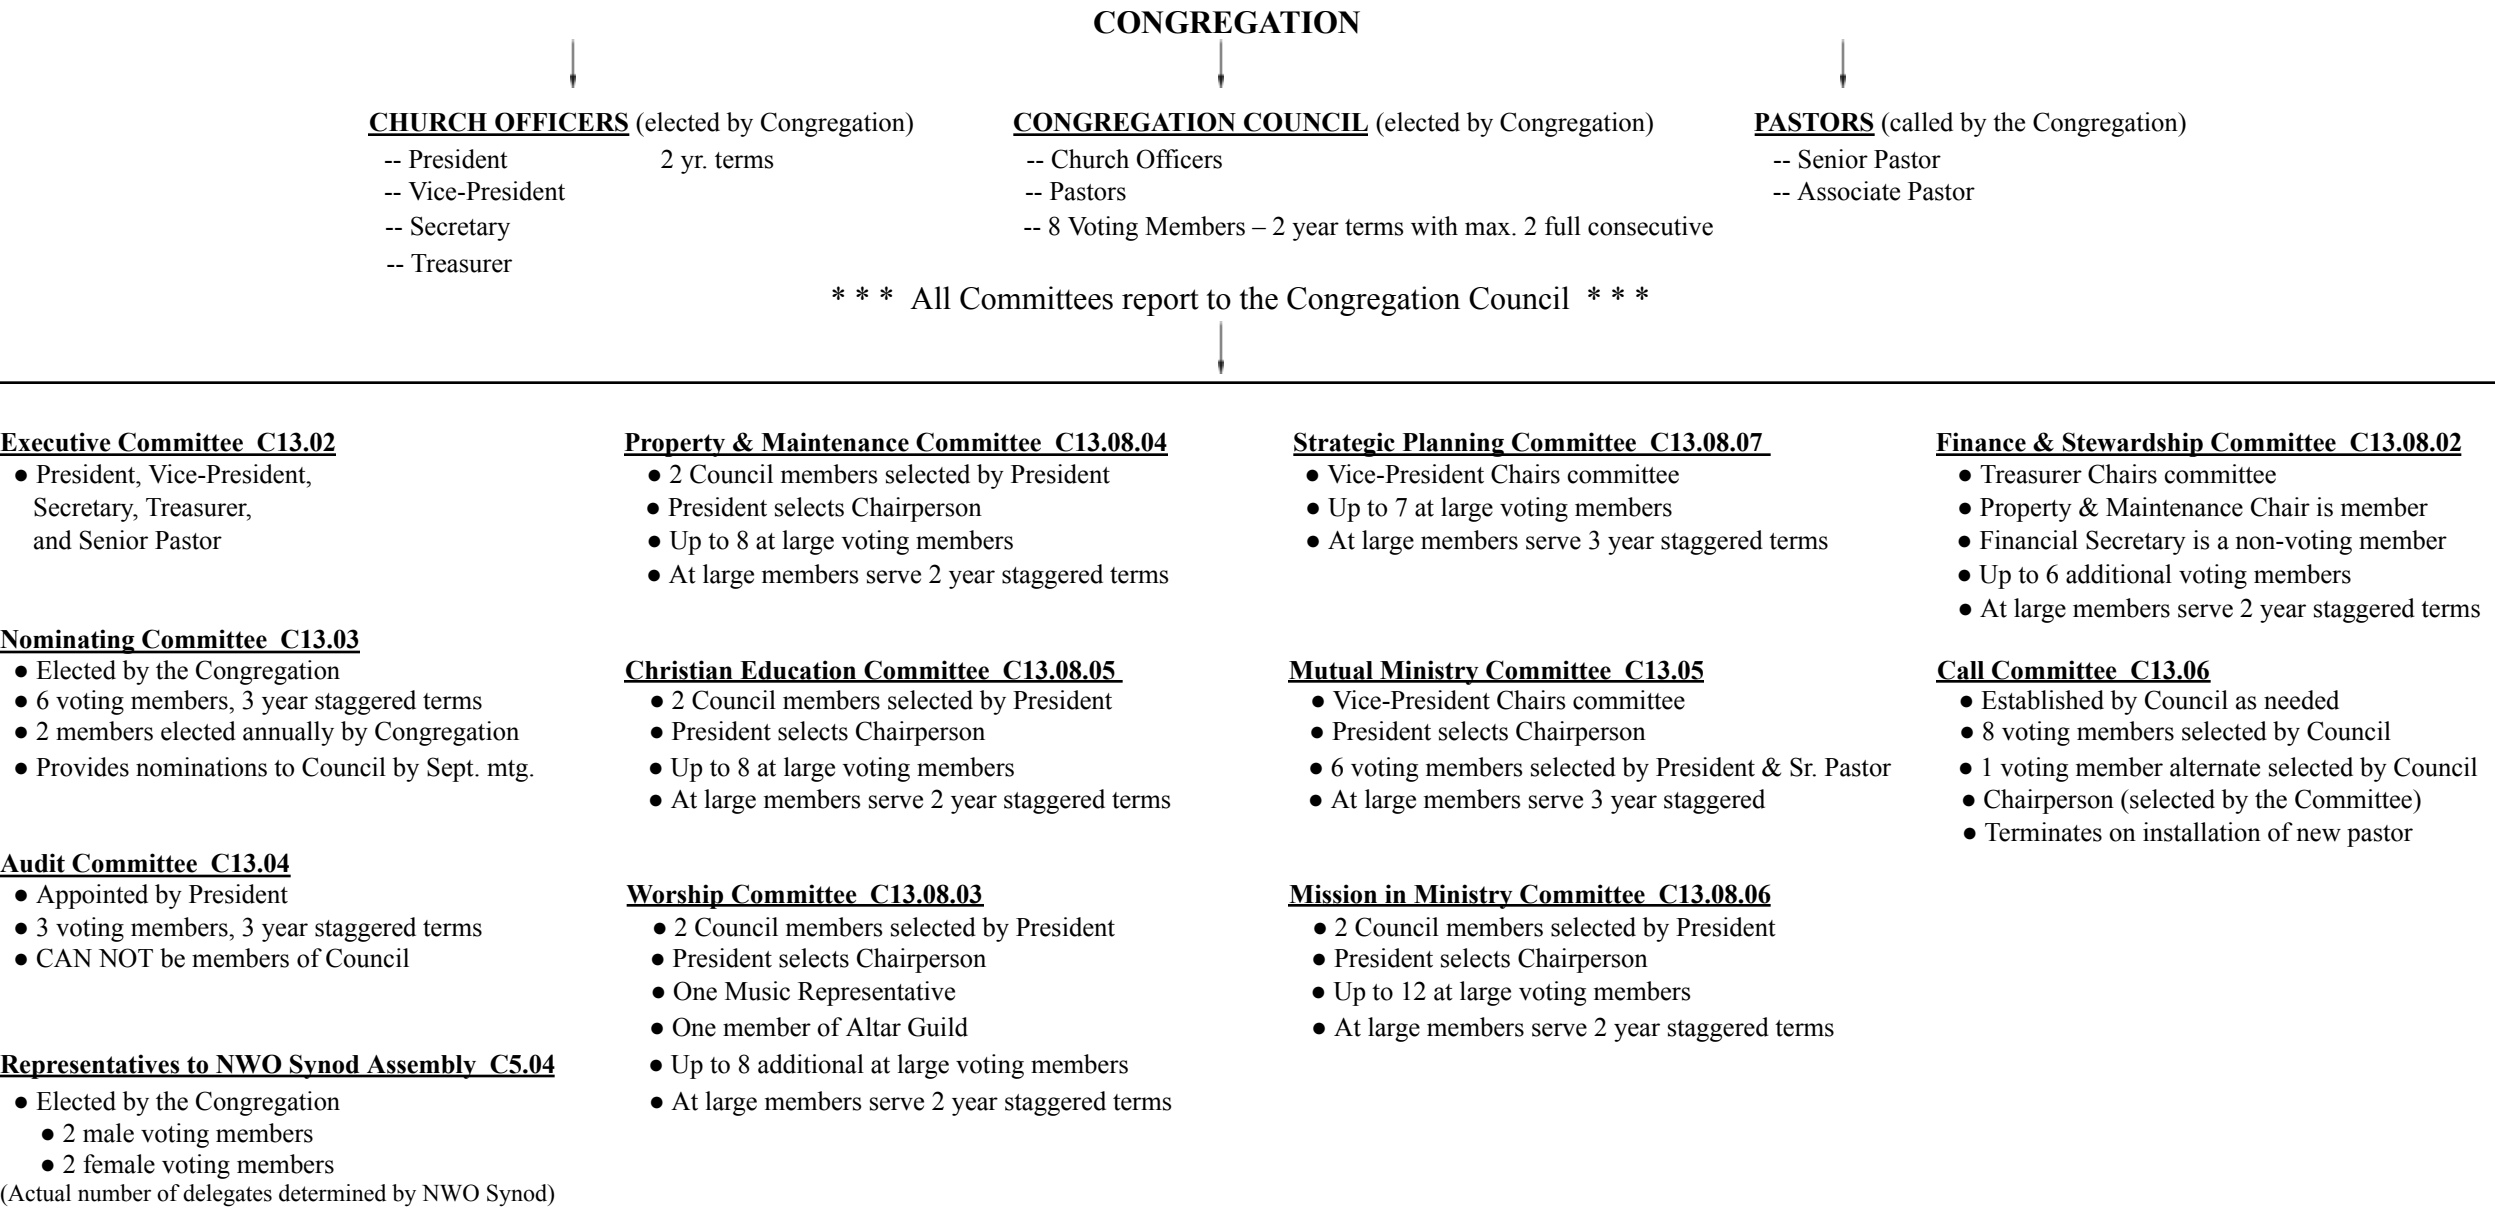 CONGREGATION
CHURCH OFFICERS (elected by Congregation)
-- President 2 yr. terms
-- Vice-President
-- Secretary
-- Treasurer
CONGREGATION COUNCIL (elected by Congregation)
-- Church Officers
-- Pastors
-- 8 Voting Members – 2 year terms with max. 2 full consecutive
PASTORS (called by the Congregation)
-- Senior Pastor
-- Associate Pastor
* * * All Committees report to the Congregation Council * * *
Executive Committee C13.02
● President, Vice-President,
Secretary, Treasurer,
and Senior Pastor
Nominating Committee C13.03
● Elected by the Congregation
● 6 voting members, 3 year staggered terms
● 2 members elected annually by Congregation
● Provides nominations to Council by Sept. mtg.
Audit Committee C13.04
● Appointed by President
● 3 voting members, 3 year staggered terms
● CAN NOT be members of Council
Representatives to NWO Synod Assembly C5.04
● Elected by the Congregation
● 2 male voting members
● 2 female voting members
(Actual number of delegates determined by NWO Synod)
Property & Maintenance Committee C13.08.04
● 2 Council members selected by President
● President selects Chairperson
● Up to 8 at large voting members
● At large members serve 2 year staggered terms
Christian Education Committee C13.08.05
● 2 Council members selected by President
● President selects Chairperson
● Up to 8 at large voting members
● At large members serve 2 year staggered terms
Worship Committee C13.08.03
● 2 Council members selected by President
● President selects Chairperson
● One Music Representative
● One member of Altar Guild
● Up to 8 additional at large voting members
● At large members serve 2 year staggered terms
Strategic Planning Committee C13.08.07
● Vice-President Chairs committee
● Up to 7 at large voting members
● At large members serve 3 year staggered terms
Mutual Ministry Committee C13.05
● Vice-President Chairs committee
● President selects Chairperson
● 6 voting members selected by President & Sr. Pastor
● At large members serve 3 year staggered
Mission in Ministry Committee C13.08.06
● 2 Council members selected by President
● President selects Chairperson
● Up to 12 at large voting members
● At large members serve 2 year staggered terms
Finance & Stewardship Committee C13.08.02
● Treasurer Chairs committee
● Property & Maintenance Chair is member
● Financial Secretary is a non-voting member
● Up to 6 additional voting members
● At large members serve 2 year staggered terms
Call Committee C13.06
● Established by Council as needed
● 8 voting members selected by Council
● 1 voting member alternate selected by Council
● Chairperson (selected by the Committee)
● Terminates on installation of new pastor